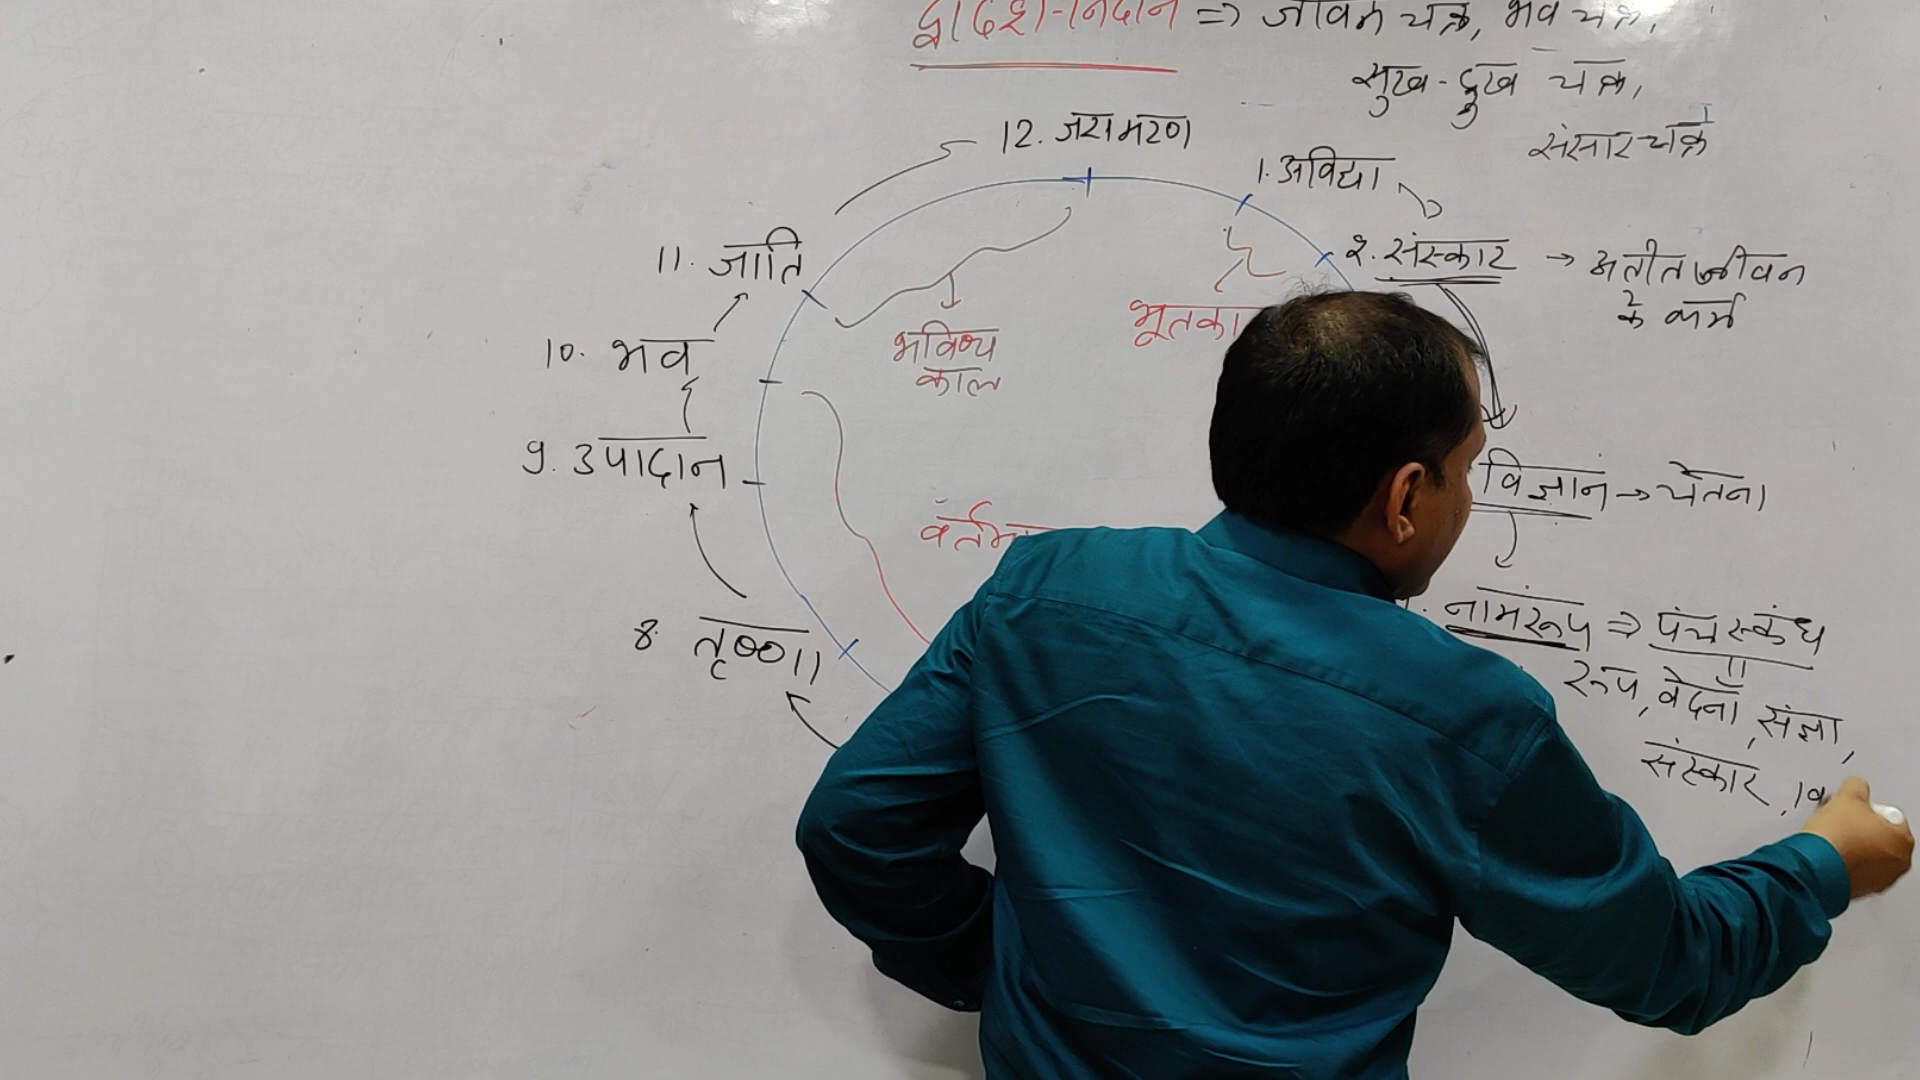 द्वादश-निदान => जीवन चक्र, भव चक्र,
सुख-दुख चक्र,
संसार चक्र
12. जरामरण
1. अविद्या
2. संस्कार → अतीत जीवन
के कर्म
11. जाति
भविष्य
काल
भूतका
10. भव
9. उपादान
विज्ञान → चेतना
वर्तमा
8. तृष्णा
नामरूप => पंचस्कंध
रूप, वेदना, संज्ञा,
संस्कार, वि